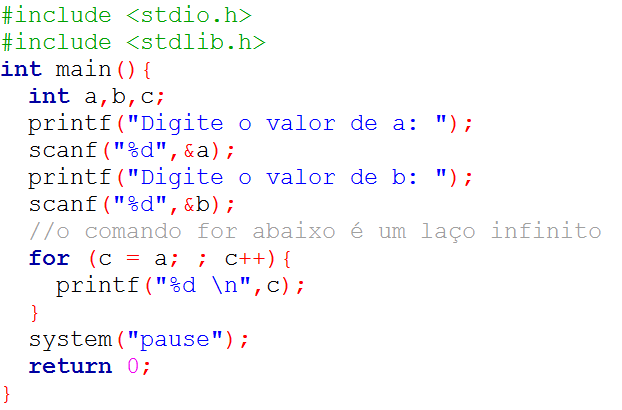 #include <stdio.h>
#include <stdlib.h>
int main(){
  int a,b,c;
  printf("Digite o valor de a: ");
  scanf("%d",&a);
  printf("Digite o valor de b: ");
  scanf("%d",&b);
  //o comando for abaixo é um laço infinito
  for (c = a; ; c++){
    printf("%d \n",c);
  }
  system("pause");
  return 0;
}